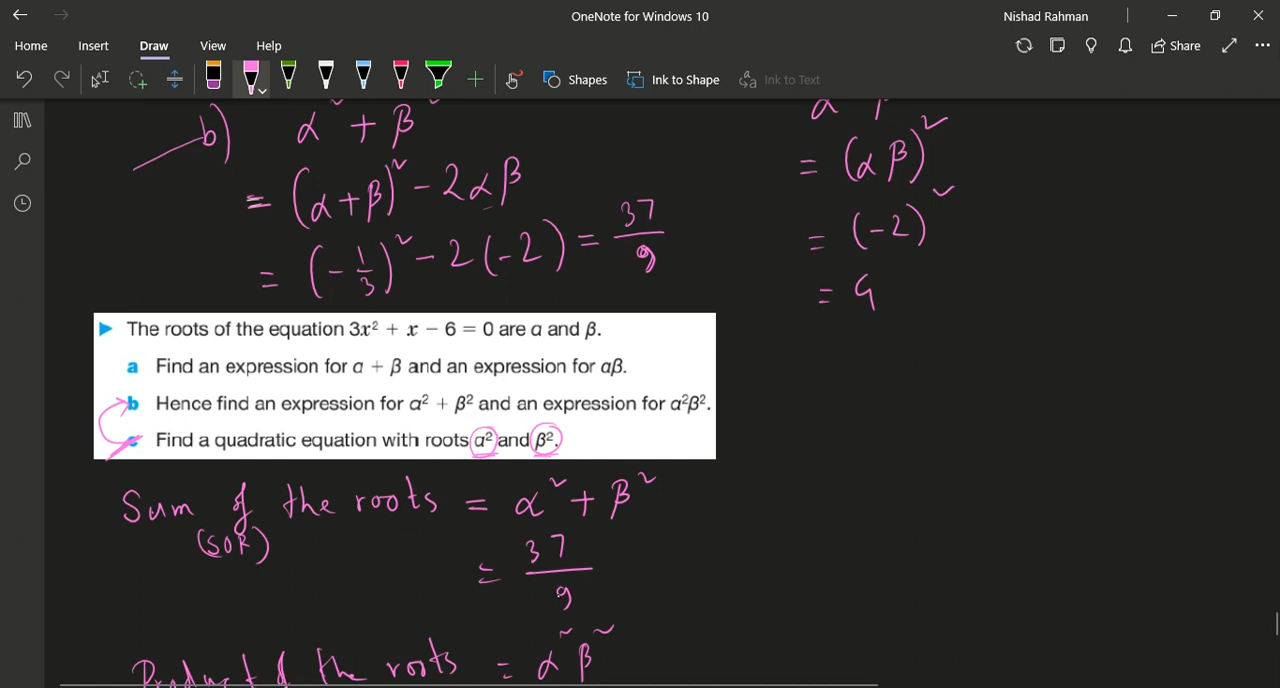 OneNote for Windows 10
Nishad Rahman
Home Insert Draw View Help
Share
Shapes Ink to Shape Ink to Text
b) α² + β²
= (α+β)² - 2αβ
= (-1/3)² - 2(-2) = 37/9
= (αβ)²
= (-2)²
= 4
The roots of the equation 3x² + x − 6 = 0 are α and β.
a Find an expression for α + β and an expression for αβ.
b Hence find an expression for α² + β² and an expression for α²β².
c Find a quadratic equation with roots α² and β².
Sum of the roots = α² + β²
(SOR)
= 37/9
Product of the roots = α²β²